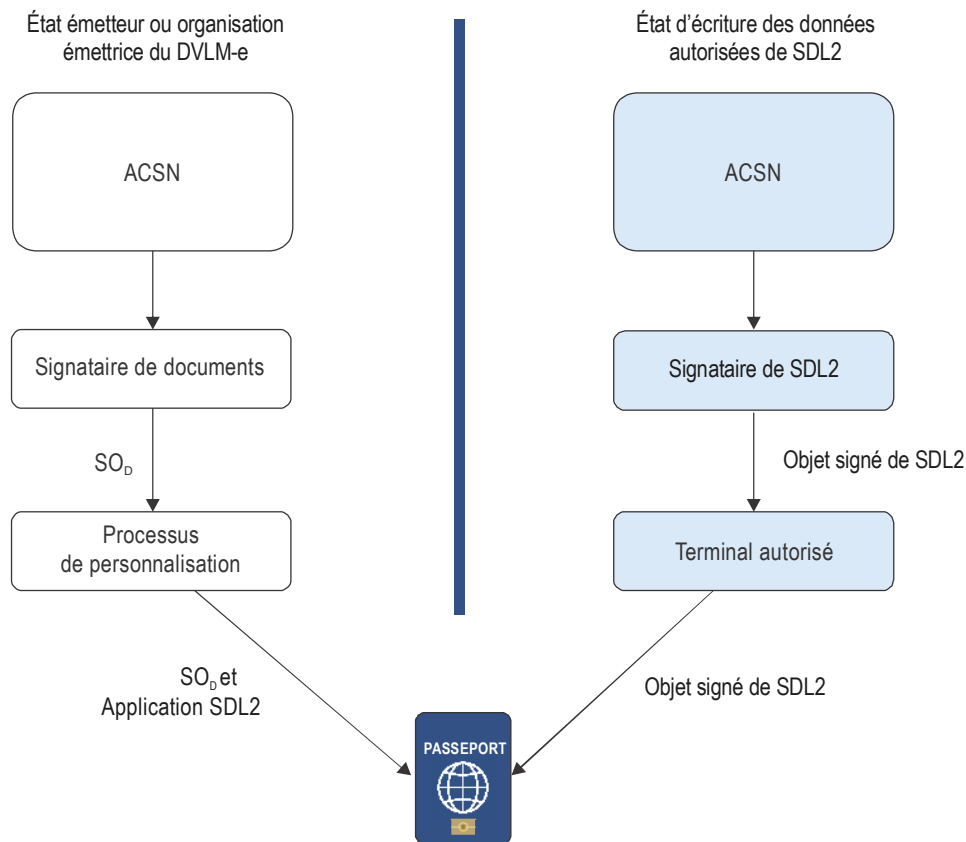 État émetteur ou organisation
émettrice du DVLM-e
ACSN
Signataire de documents
SO_D
Processus
de personnalisation
SO_D et
Application SDL2
État d'écriture des données
autorisées de SDL2
ACSN
Signataire de SDL2
Objet signé de SDL2
Terminal autorisé
Objet signé de SDL2
PASSEPORT